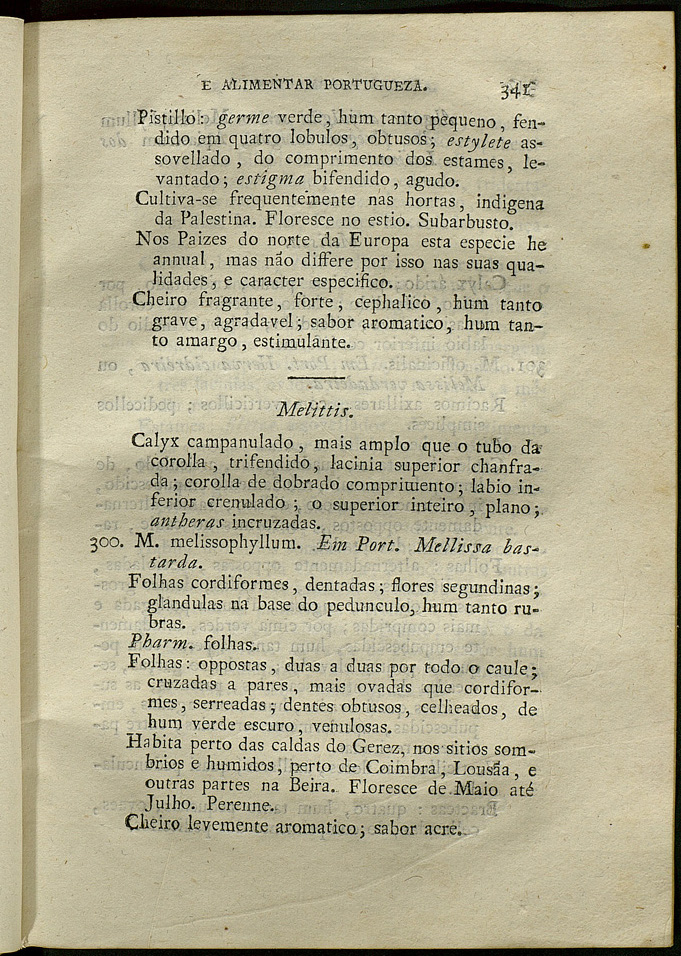 E ALIMENTAR PORTUGUEZA. 341
Pistillo: germe verde, hum tanto pequeno, fen-
dido em quatro lobulos, obtusos; estylete as-
sovellado, do comprimento dos estames, le-
vantado; estigma bifendido, agudo.
Cultiva-se frequentemente nas hortas, indigena
da Palestina. Floresce no estio. Subarbusto.
Nos Paizes do norte da Europa esta especie he
annual, mas não differe por isso nas suas qua-
lidades, e caracter especifico.
Cheiro fragrante, forte, cephalico, hum tanto
grave, agradavel; sabor aromatico, hum tan-
to amargo, estimulante.
Melittis.
Calyx campanulado, mais amplo que o tubo da
corolla, trifendido, lacinia superior chanfra-
da; corolla de dobrado comprimento; labio in-
ferior crenulado; o superior inteiro, plano;
antheras incruzadas.
300. M. melissophyllum. Em Port. Mellissa bas-
tarda.
Folhas cordiformes, dentadas; flores segundinas;
glandulas na base do pedunculo, hum tanto ru-
bras.
Pharm. folhas.
Folhas: oppostas, duas a duas por todo o caule;
cruzadas a pares, mais ovadas que cordifor-
mes, serreadas; dentes obtusos, celheados, de
hum verde escuro, venulosas.
Habita perto das caldas do Gerez, nos sitios som-
brios e humidos, perto de Coimbra, Lousãa, e
outras partes na Beira. Floresce de Maio até
Julho. Perenne.
Cheiro levemente aromatico; sabor acre.